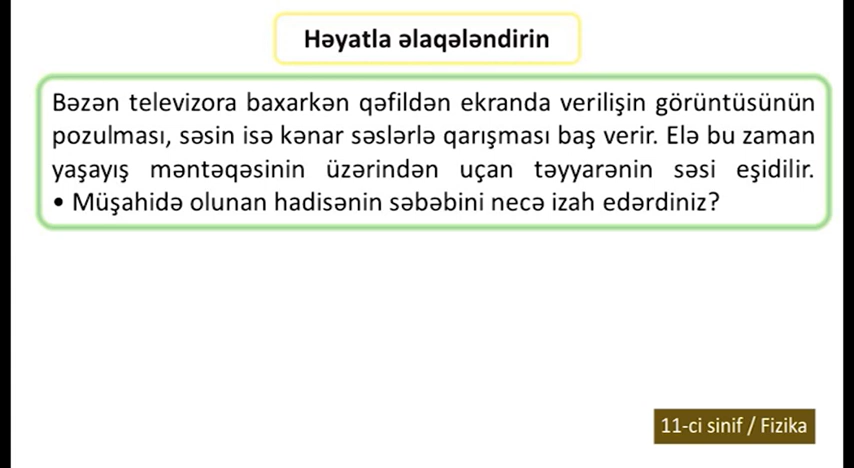 Həyatla əlaqələndirin
Bəzən televizora baxarkən qəfildən ekranda verilişin görüntüsünün
pozulması, səsin isə kənar səslərlə qarışması baş verir. Elə bu zaman
yaşayış məntəqəsinin üzərindən uçan təyyarənin səsi eşidilir.
• Müşahidə olunan hadisənin səbəbini necə izah edərdiniz?
11-ci sinif / Fizika